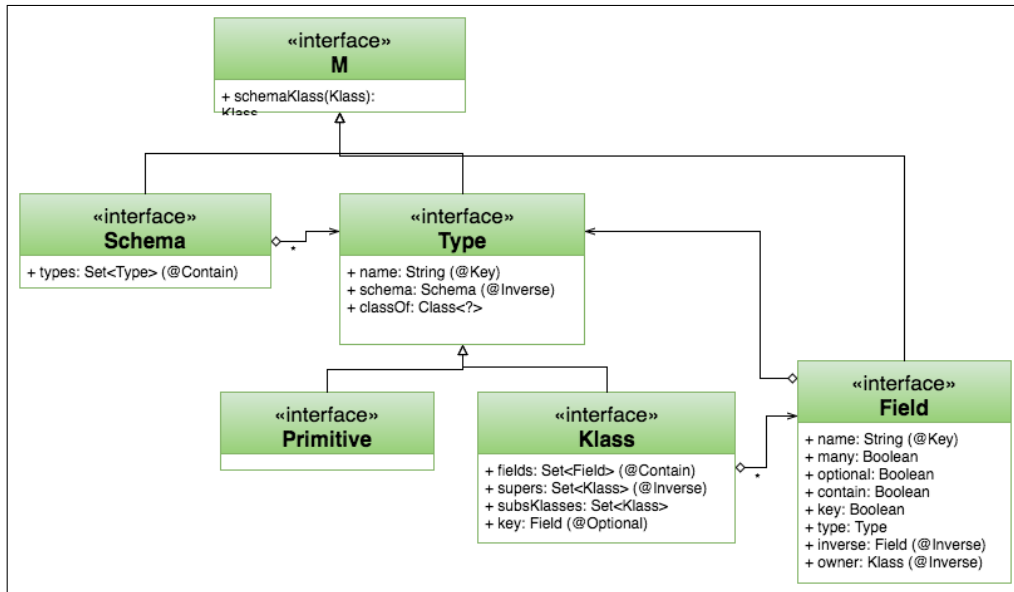 «interface»
M
+ schemaKlass(Klass):
Klass
«interface»
Schema
+ types: Set<Type> (@Contain)
*
«interface»
Type
+ name: String (@Key)
+ schema: Schema (@Inverse)
+ classOf: Class<?>
«interface»
Primitive
«interface»
Klass
+ fields: Set<Field> (@Contain)
+ supers: Set<Klass> (@Inverse)
+ subsKlasses: Set<Klass>
+ key: Field (@Optional)
*
«interface»
Field
+ name: String (@Key)
+ many: Boolean
+ optional: Boolean
+ contain: Boolean
+ key: Boolean
+ type: Type
+ inverse: Field (@Inverse)
+ owner: Klass (@Inverse)